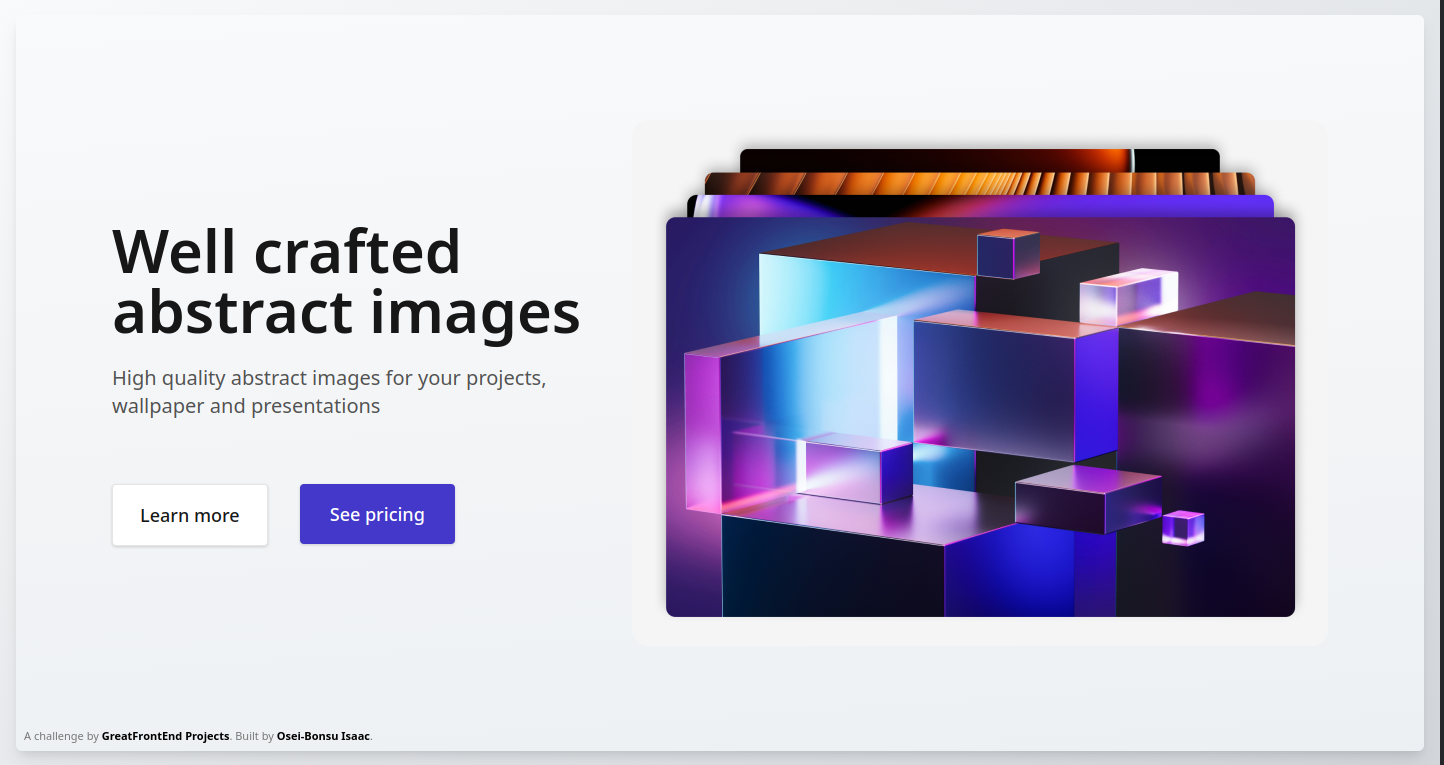 Well crafted
abstract images
High quality abstract images for your projects,
wallpaper and presentations
Learn more
See pricing
A challenge by GreatFrontEnd Projects. Built by Osei-Bonsu Isaac.